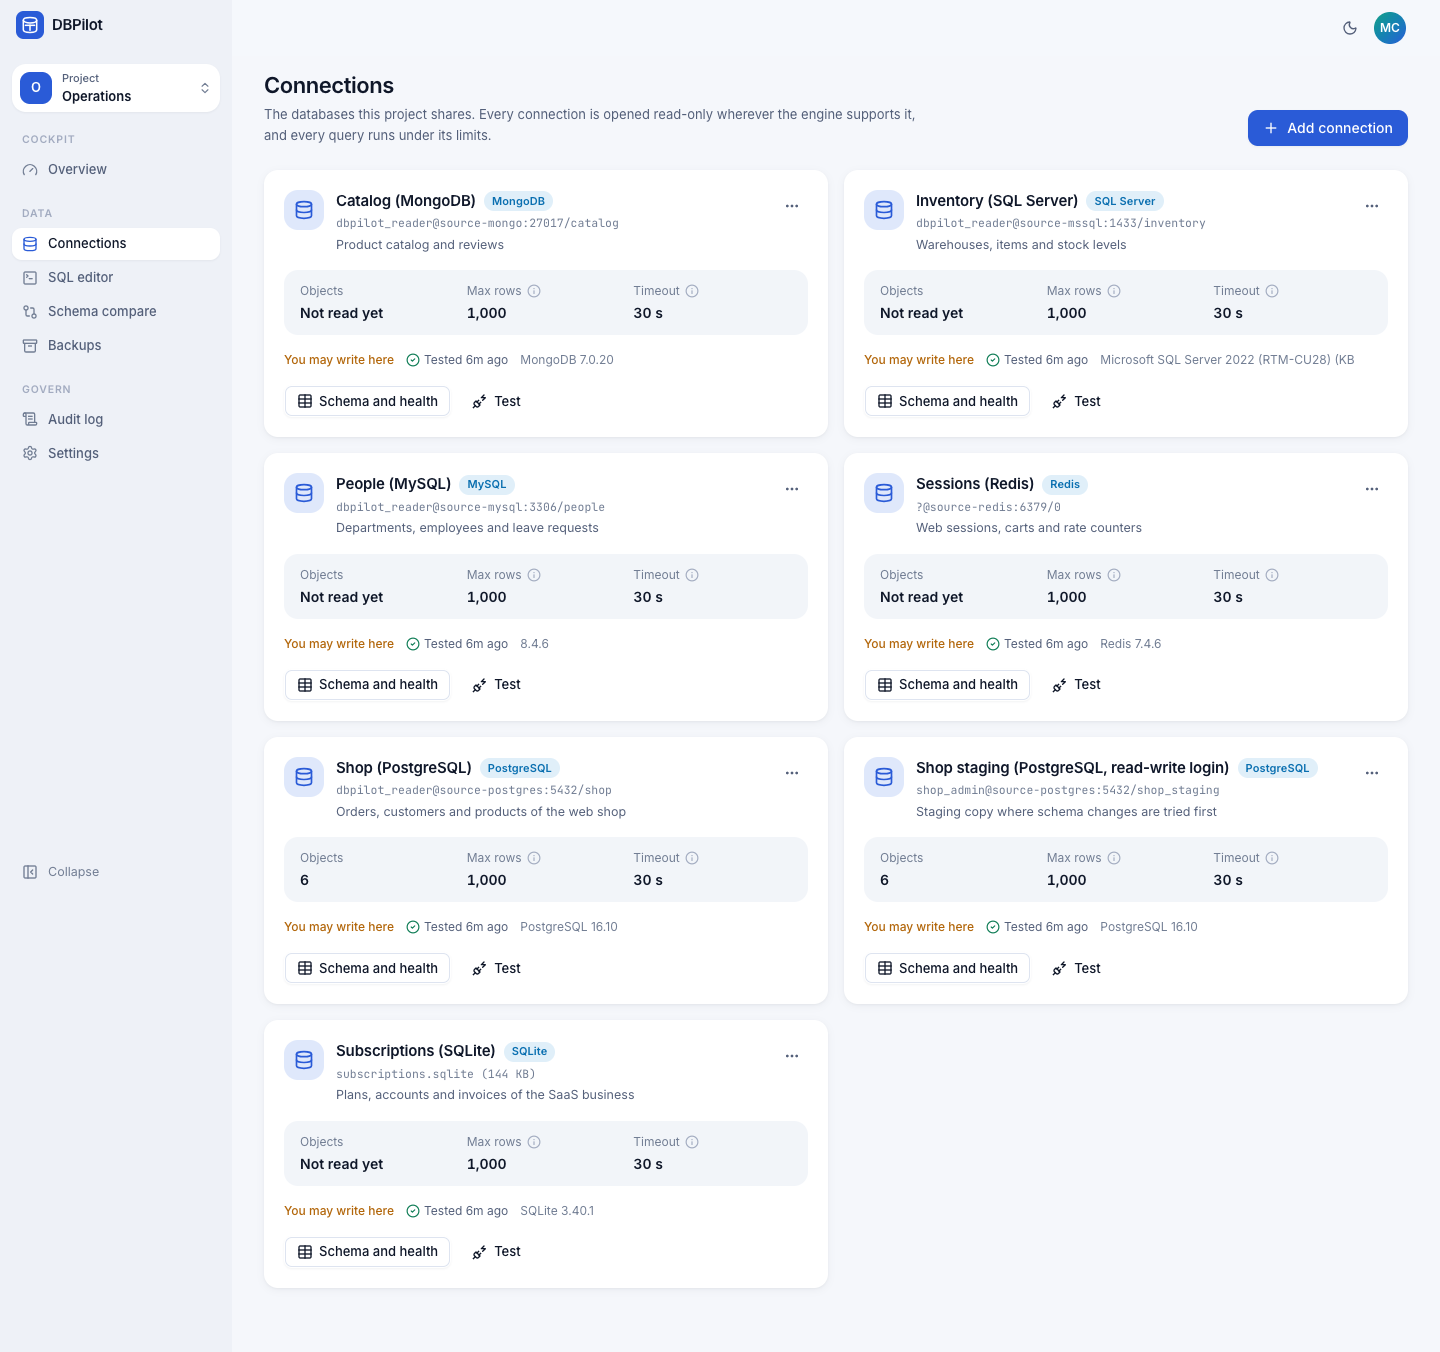 DBPilot
MC
O
Project
Operations
COCKPIT
Overview
DATA
Connections
SQL editor
Schema compare
Backups
GOVERN
Audit log
Settings
Collapse
Connections
The databases this project shares. Every connection is opened read-only wherever the engine supports it,
and every query runs under its limits.
Add connection
Catalog (MongoDB) MongoDB
dbpilot_reader@source-mongo:27017/catalog
Product catalog and reviews
Objects Max rows Timeout
Not read yet 1,000 30 s
You may write here Tested 6m ago MongoDB 7.0.20
Schema and health Test
Inventory (SQL Server) SQL Server
dbpilot_reader@source-mssql:1433/inventory
Warehouses, items and stock levels
Objects Max rows Timeout
Not read yet 1,000 30 s
You may write here Tested 6m ago Microsoft SQL Server 2022 (RTM-CU28) (KB
Schema and health Test
People (MySQL) MySQL
dbpilot_reader@source-mysql:3306/people
Departments, employees and leave requests
Objects Max rows Timeout
Not read yet 1,000 30 s
You may write here Tested 6m ago 8.4.6
Schema and health Test
Sessions (Redis) Redis
?@source-redis:6379/0
Web sessions, carts and rate counters
Objects Max rows Timeout
Not read yet 1,000 30 s
You may write here Tested 6m ago Redis 7.4.6
Schema and health Test
Shop (PostgreSQL) PostgreSQL
dbpilot_reader@source-postgres:5432/shop
Orders, customers and products of the web shop
Objects Max rows Timeout
6 1,000 30 s
You may write here Tested 6m ago PostgreSQL 16.10
Schema and health Test
Shop staging (PostgreSQL, read-write login) PostgreSQL
shop_admin@source-postgres:5432/shop_staging
Staging copy where schema changes are tried first
Objects Max rows Timeout
6 1,000 30 s
You may write here Tested 6m ago PostgreSQL 16.10
Schema and health Test
Subscriptions (SQLite) SQLite
subscriptions.sqlite (144 KB)
Plans, accounts and invoices of the SaaS business
Objects Max rows Timeout
Not read yet 1,000 30 s
You may write here Tested 6m ago SQLite 3.40.1
Schema and health Test